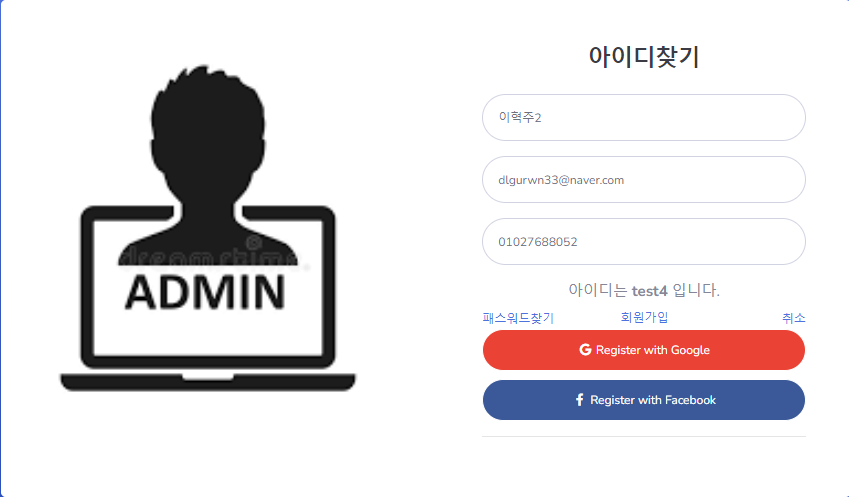 아이디찾기
이혁주2
dlgurwn33@naver.com
01027688052
아이디는 test4 입니다.
패스워드찾기 회원가입 취소
Register with Google
Register with Facebook
dreamstime.
ADMIN